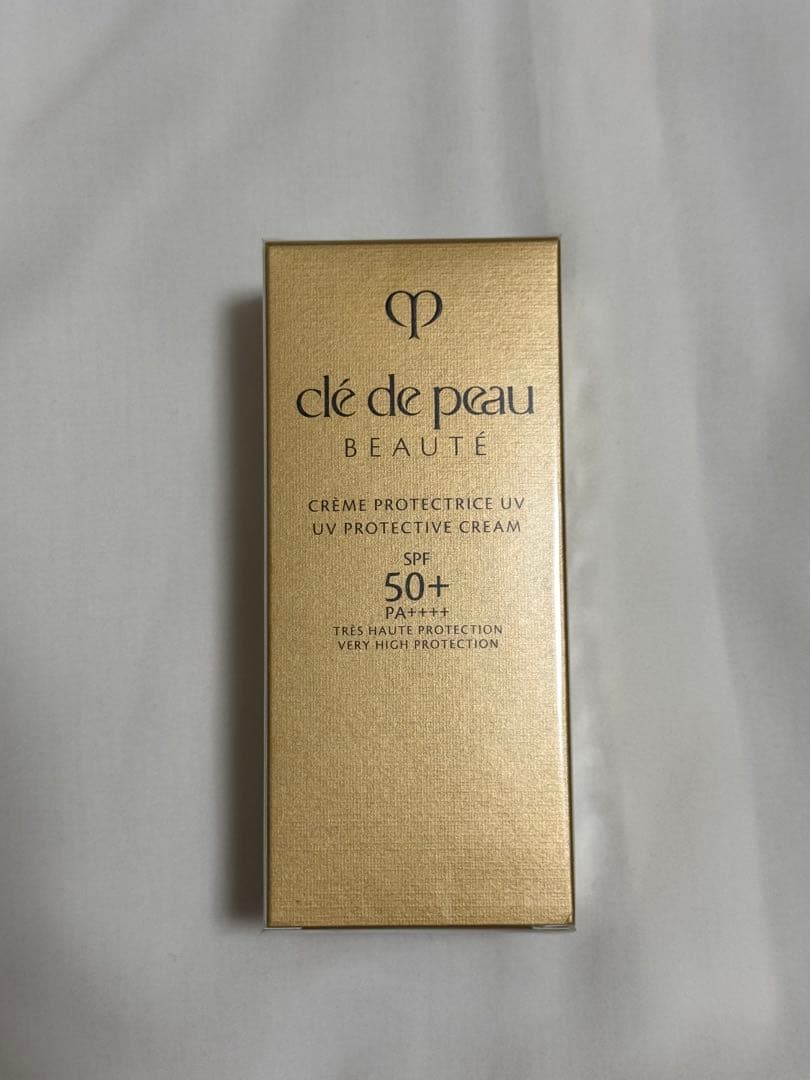 clé de peau
BEAUTÉ
CRÈME PROTECTRICE UV
UV PROTECTIVE CREAM
SPF
50+
PA++++
TRÈS HAUTE PROTECTION
VERY HIGH PROTECTION